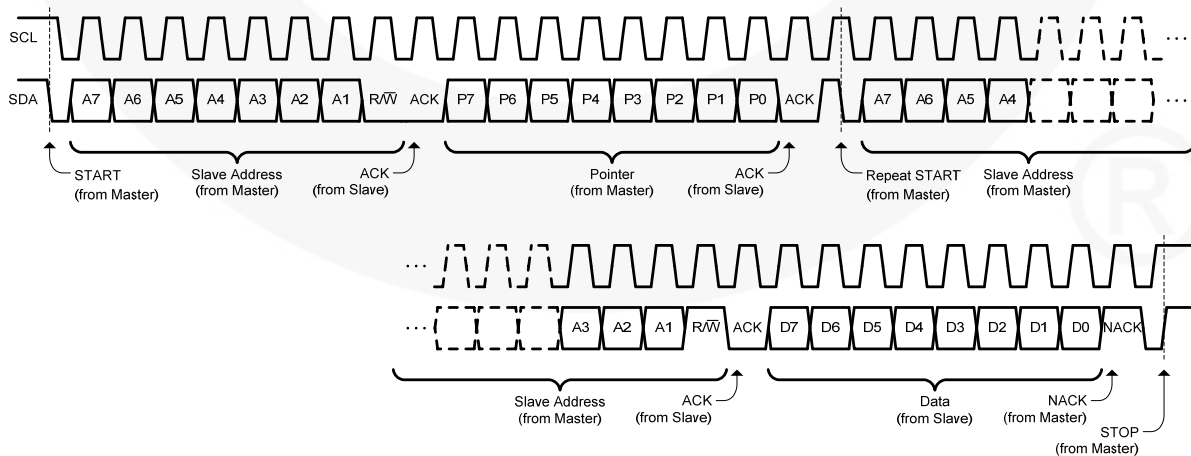 SCL ...
SDA A7 A6 A5 A4 A3 A2 A1 R/W̅ ACK P7 P6 P5 P4 P3 P2 P1 P0 ACK A7 A6 A5 A4 ...
START (from Master)
Slave Address (from Master)
ACK (from Slave)
Pointer (from Master)
ACK (from Slave)
Repeat START (from Master)
Slave Address (from Master)
...
... A3 A2 A1 R/W̅ ACK D7 D6 D5 D4 D3 D2 D1 D0 NACK
Slave Address (from Master)
ACK (from Slave)
Data (from Slave)
NACK (from Master)
STOP (from Master)
®